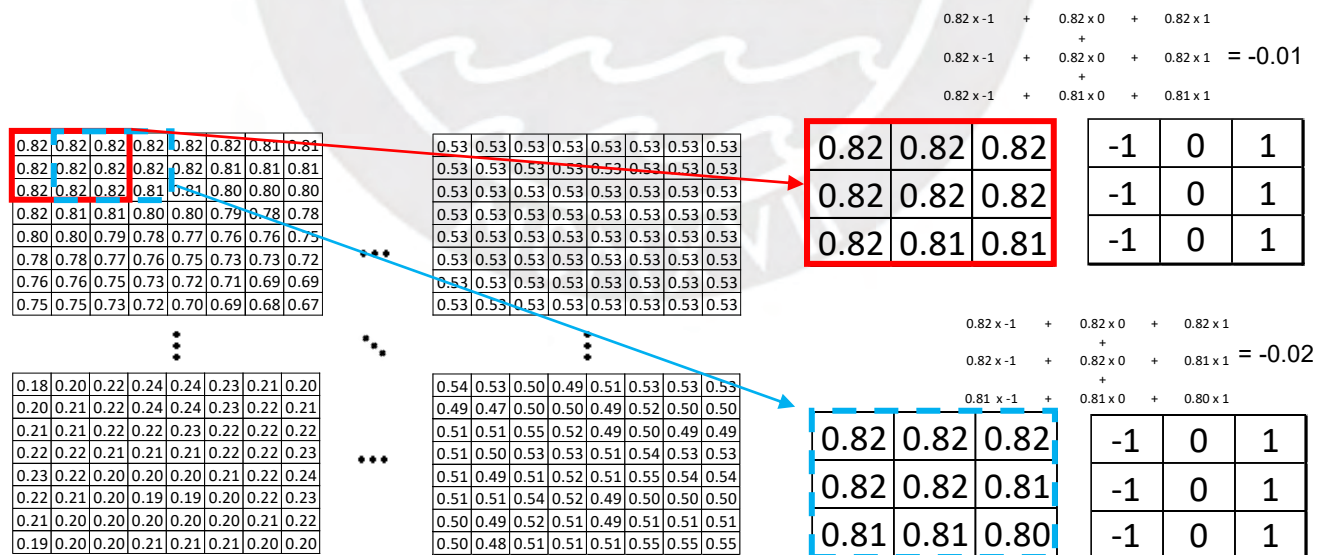 0.82 x -1 + 0.82 x 0 + 0.82 x 1
+
0.82 x -1 + 0.82 x 0 + 0.82 x 1 = -0.01
+
0.82 x -1 + 0.81 x 0 + 0.81 x 1
0.82 0.82 0.82 0.82 0.82 0.82 0.81 0.81
0.82 0.82 0.82 0.82 0.82 0.81 0.81 0.81
0.82 0.82 0.82 0.81 0.81 0.80 0.80 0.80
0.82 0.81 0.81 0.80 0.80 0.79 0.78 0.78
0.80 0.80 0.79 0.78 0.77 0.76 0.76 0.75
0.78 0.78 0.77 0.76 0.75 0.73 0.73 0.72
0.76 0.76 0.75 0.73 0.72 0.71 0.69 0.69
0.75 0.75 0.73 0.72 0.70 0.69 0.68 0.67
0.53 0.53 0.53 0.53 0.53 0.53 0.53 0.53
0.53 0.53 0.53 0.53 0.53 0.53 0.53 0.53
0.53 0.53 0.53 0.53 0.53 0.53 0.53 0.53
0.53 0.53 0.53 0.53 0.53 0.53 0.53 0.53
0.53 0.53 0.53 0.53 0.53 0.53 0.53 0.53
0.53 0.53 0.53 0.53 0.53 0.53 0.53 0.53
0.53 0.53 0.53 0.53 0.53 0.53 0.53 0.53
0.53 0.53 0.53 0.53 0.53 0.53 0.53 0.53
0.82 0.82 0.82
0.82 0.82 0.82
0.82 0.81 0.81
-1 0 1
-1 0 1
-1 0 1
0.82 x -1 + 0.82 x 0 + 0.82 x 1
+
0.82 x -1 + 0.82 x 0 + 0.81 x 1 = -0.02
+
0.81 x -1 + 0.81 x 0 + 0.80 x 1
0.18 0.20 0.22 0.24 0.24 0.23 0.21 0.20
0.20 0.21 0.22 0.24 0.24 0.23 0.22 0.21
0.21 0.21 0.22 0.22 0.23 0.22 0.22 0.22
0.22 0.22 0.21 0.21 0.21 0.22 0.22 0.23
0.23 0.22 0.20 0.20 0.20 0.21 0.22 0.24
0.22 0.21 0.20 0.19 0.19 0.20 0.22 0.23
0.21 0.20 0.20 0.20 0.20 0.20 0.21 0.22
0.19 0.20 0.20 0.21 0.21 0.21 0.20 0.20
0.54 0.53 0.50 0.49 0.51 0.53 0.53 0.53
0.49 0.47 0.50 0.50 0.49 0.52 0.50 0.50
0.51 0.51 0.55 0.52 0.49 0.50 0.49 0.49
0.51 0.50 0.53 0.53 0.51 0.54 0.53 0.53
0.51 0.49 0.51 0.52 0.51 0.55 0.54 0.54
0.51 0.51 0.54 0.52 0.49 0.50 0.50 0.50
0.50 0.49 0.52 0.51 0.49 0.51 0.51 0.51
0.50 0.48 0.51 0.51 0.51 0.55 0.55 0.55
0.82 0.82 0.82
0.82 0.82 0.81
0.81 0.81 0.80
-1 0 1
-1 0 1
-1 0 1